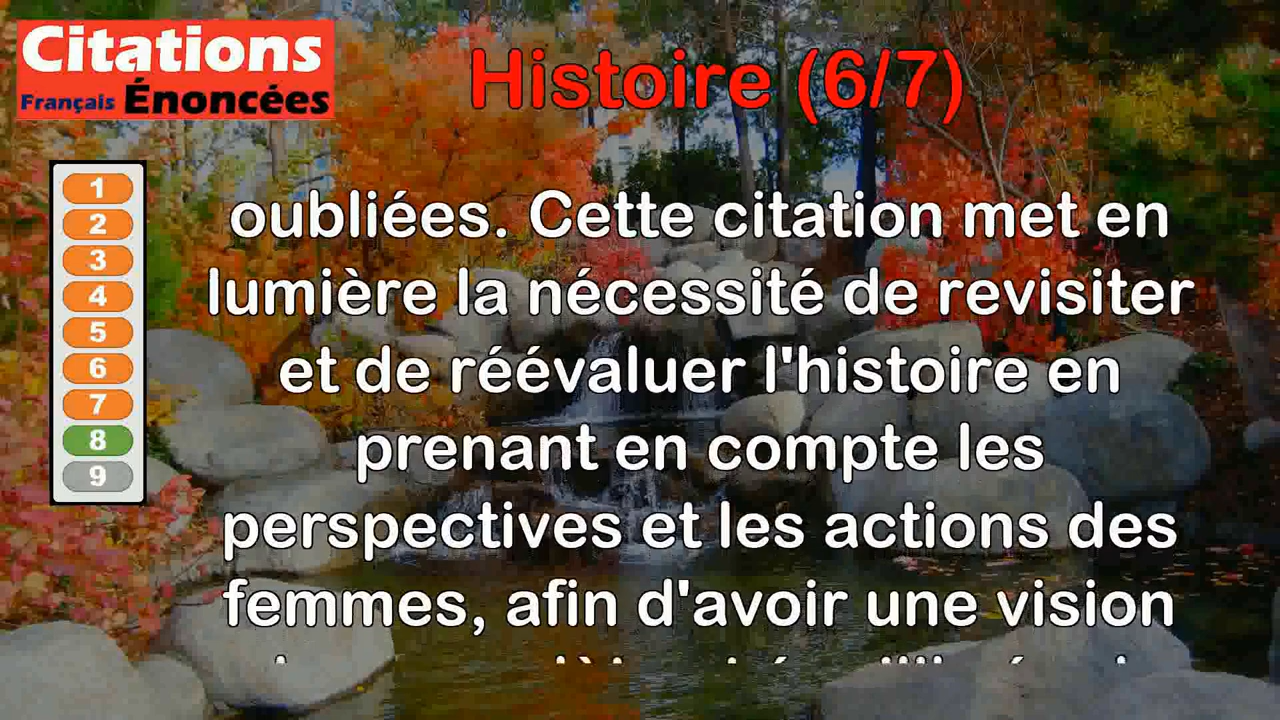 Citations
Français Énoncées
Histoire (6/7)
1
2
3
4
5
6
7
8
9
oubliées. Cette citation met en
lumière la nécessité de revisiter
et de réévaluer l'histoire en
prenant en compte les
perspectives et les actions des
femmes, afin d'avoir une vision